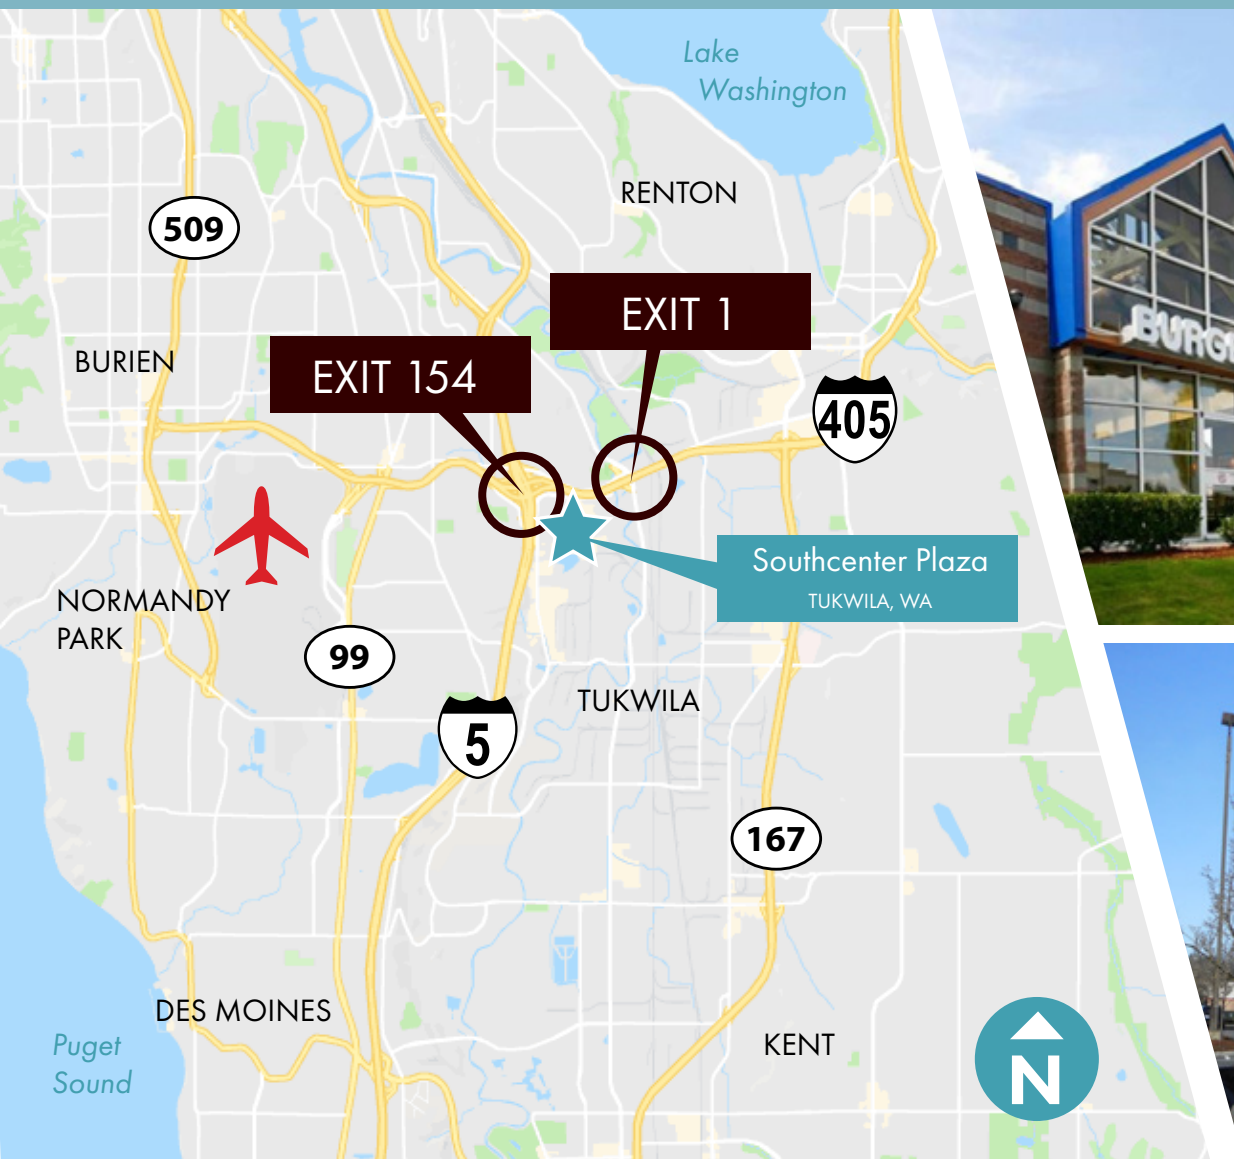 Lake
Washington
RENTON
509
EXIT 1
EXIT 154
BURIEN
405
Southcenter Plaza
TUKWILA, WA
NORMANDY
PARK
99
TUKWILA
5
167
DES MOINES
Puget
Sound
KENT
N